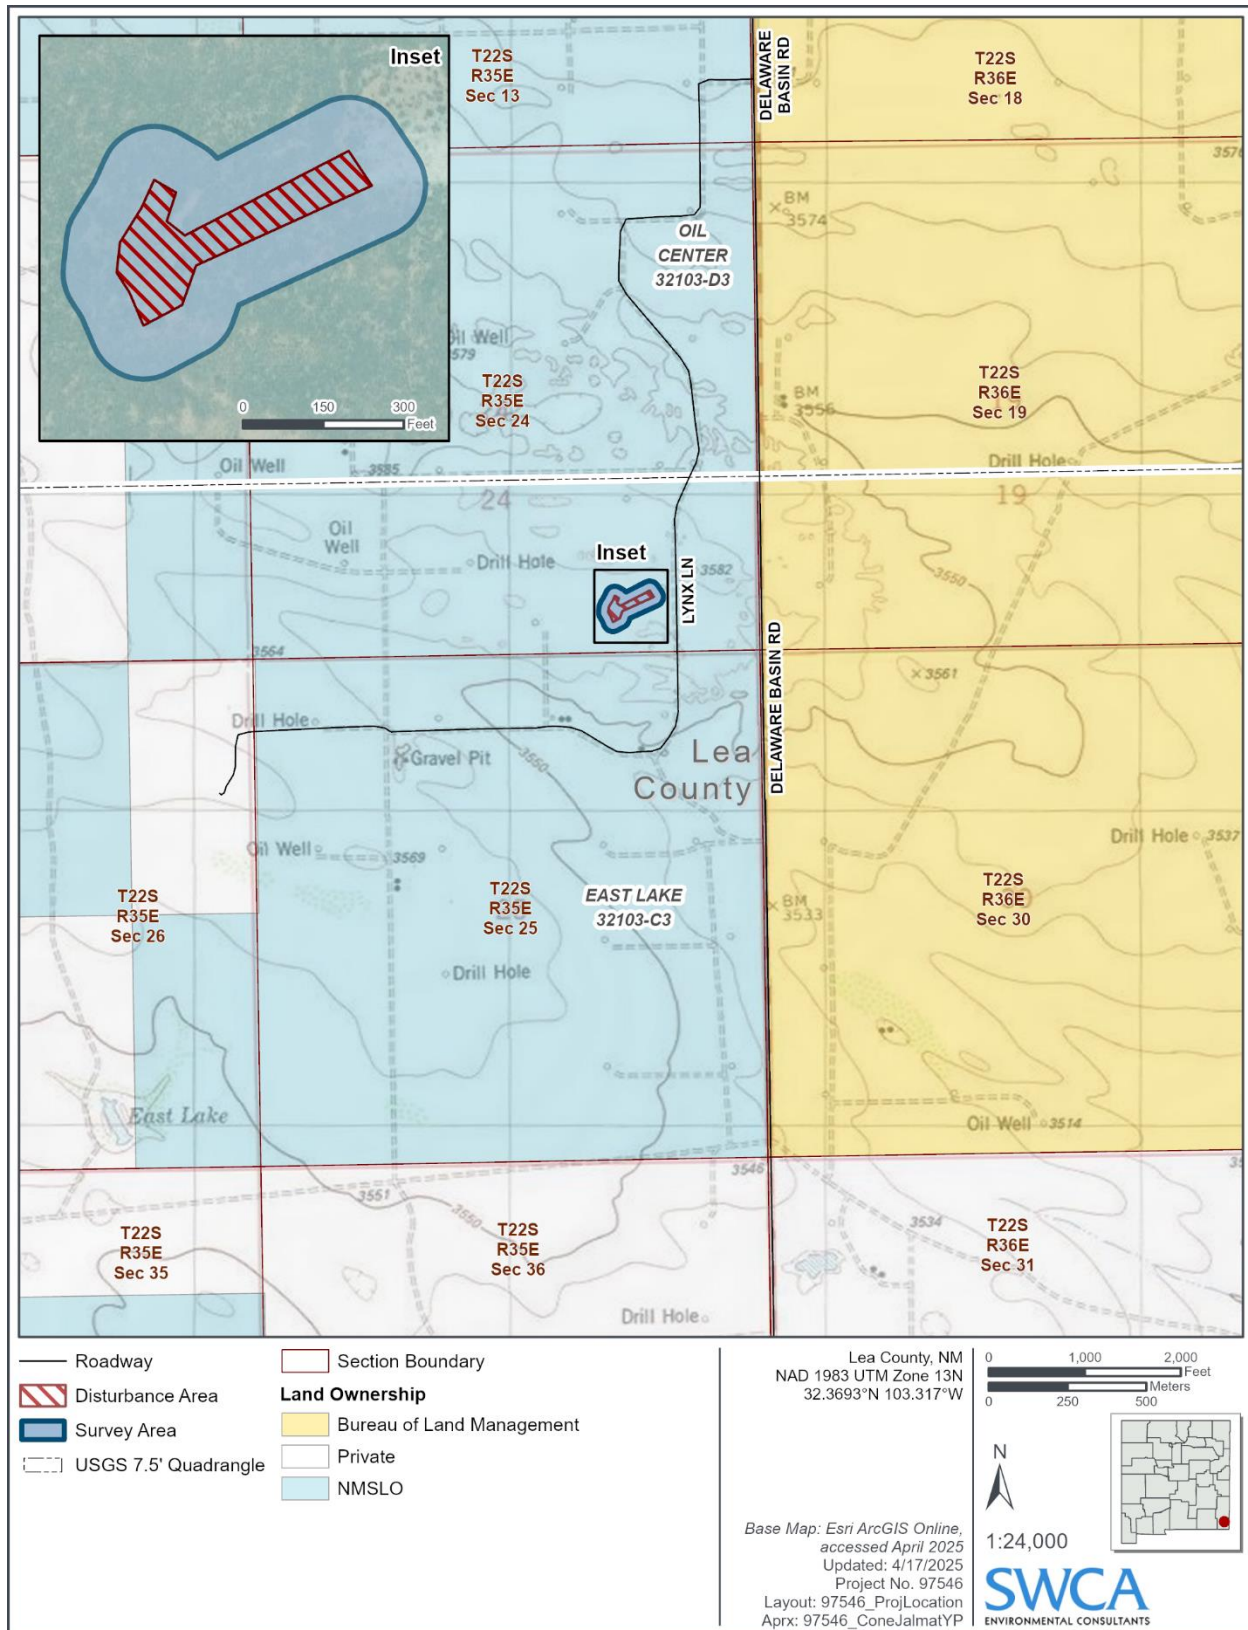 Inset
T22S
R35E
Sec 13
DELAWARE
BASIN RD
T22S
R36E
Sec 18
3576
BM
3574
OIL
CENTER
32103-D3
Oil Well
3579
T22S
R35E
Sec 24
BM
3556
T22S
R36E
Sec 19
0 150 300
Feet
Oil Well
3585
Drill Hole
24
19
Oil
Well
Drill Hole
Inset
3582
LYNX LN
3550
3564
DELAWARE BASIN RD
3561
Drill Hole
Gravel Pit
3550
Lea
County
Oil Well
3569
Drill Hole
3537
T22S
R35E
Sec 26
T22S
R35E
Sec 25
EAST LAKE
32103-C3
BM
3533
T22S
R36E
Sec 30
Drill Hole
East Lake
Oil Well
3514
3546
3551
3550
T22S
R35E
Sec 35
T22S
R35E
Sec 36
3534
T22S
R36E
Sec 31
Drill Hole
Roadway
Disturbance Area
Survey Area
USGS 7.5' Quadrangle
Section Boundary
Land Ownership
Bureau of Land Management
Private
NMSLO
Lea County, NM
NAD 1983 UTM Zone 13N
32.3693°N 103.317°W
Base Map: Esri ArcGIS Online,
accessed April 2025
Updated: 4/17/2025
Project No. 97546
Layout: 97546_ProjLocation
Aprx: 97546_ConeJalmatYP
0 1,000 2,000
Feet
Meters
0 250 500
N
1:24,000
SWCA
ENVIRONMENTAL CONSULTANTS